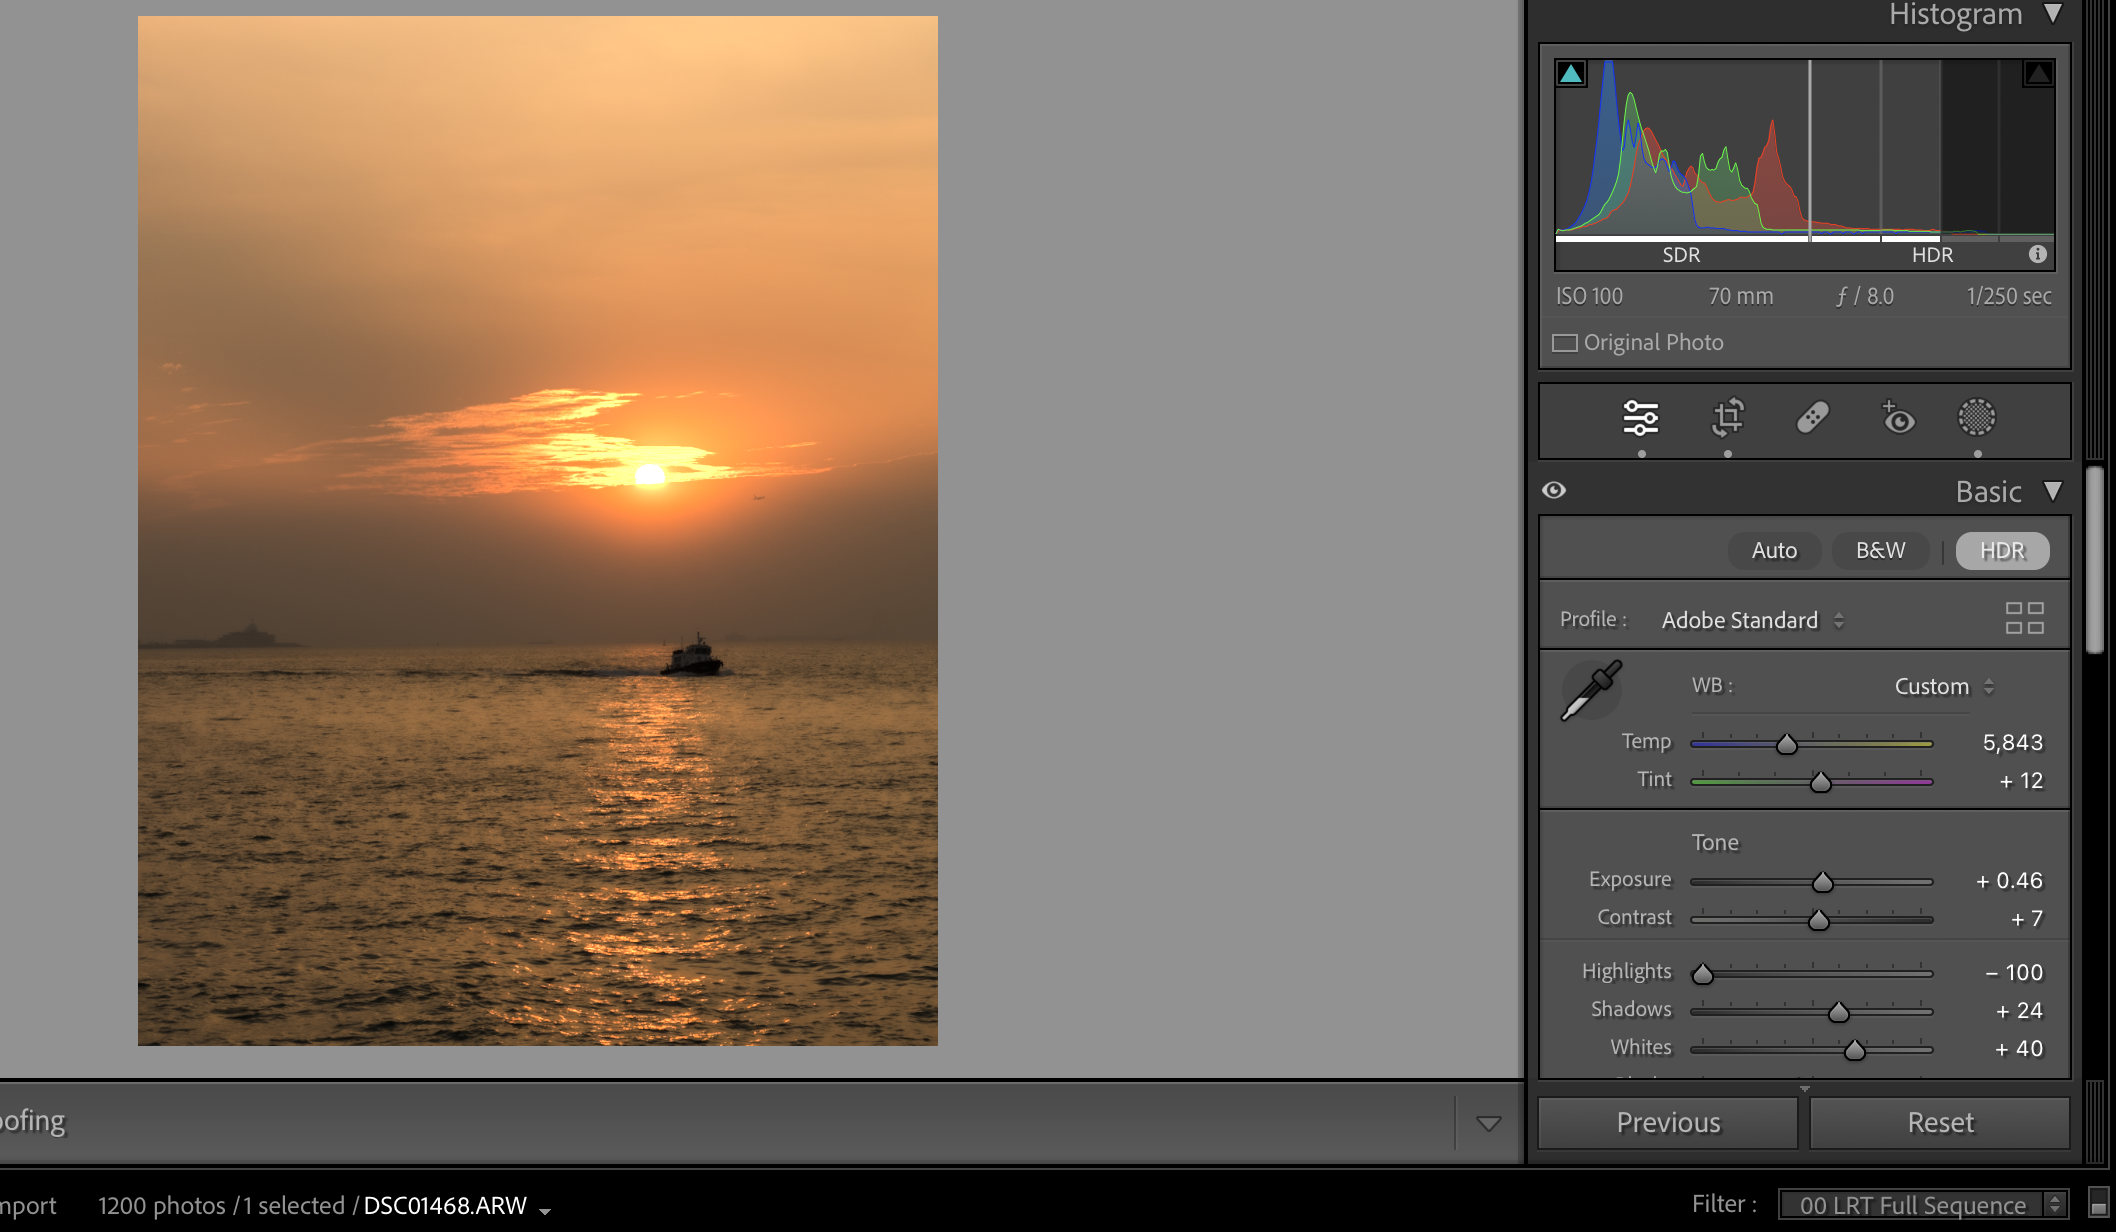 Histogram
SDR HDR
ISO 100 70 mm ƒ / 8.0 1/250 sec
Original Photo
Basic
Auto B&W HDR
Profile : Adobe Standard
WB : Custom
Temp 5,843
Tint + 12
Tone
Exposure + 0.46
Contrast + 7
Highlights – 100
Shadows + 24
Whites + 40
oofing
Previous Reset
mport 1200 photos / 1 selected / DSC01468.ARW Filter : 00 LRT Full Sequence